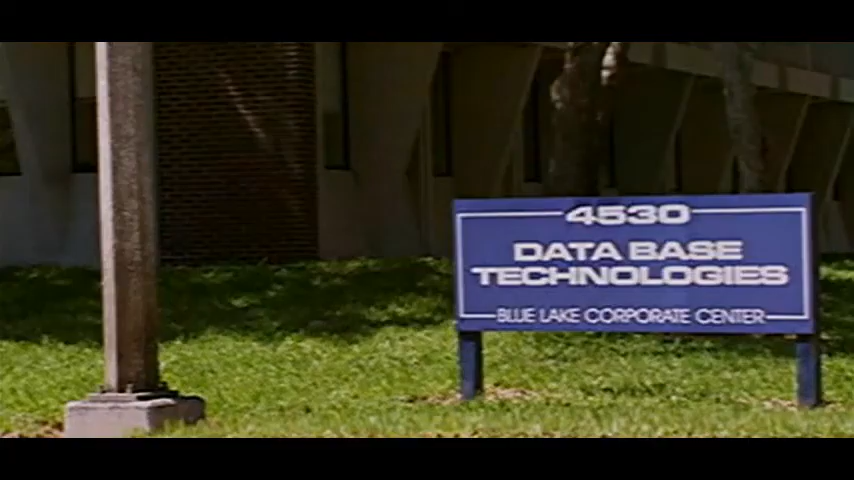 4530
DATA BASE
TECHNOLOGIES
BLUE LAKE CORPORATE CENTER